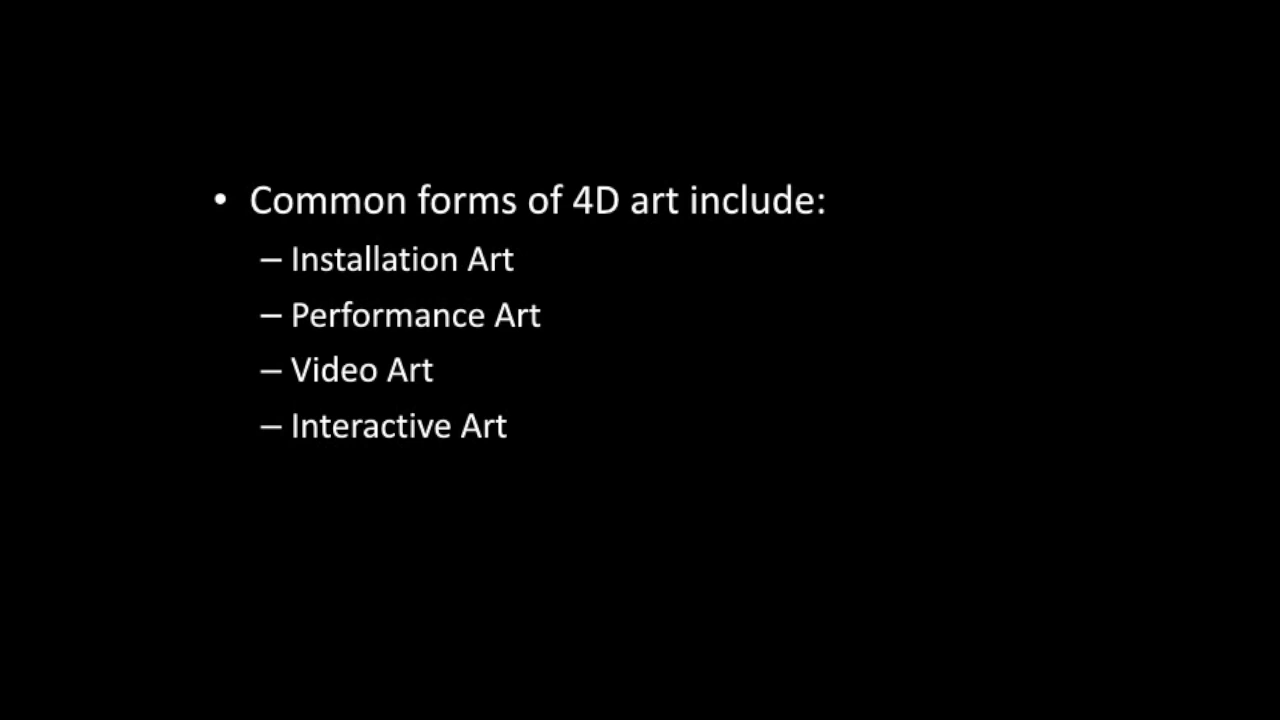 • Common forms of 4D art include:
– Installation Art
– Performance Art
– Video Art
– Interactive Art